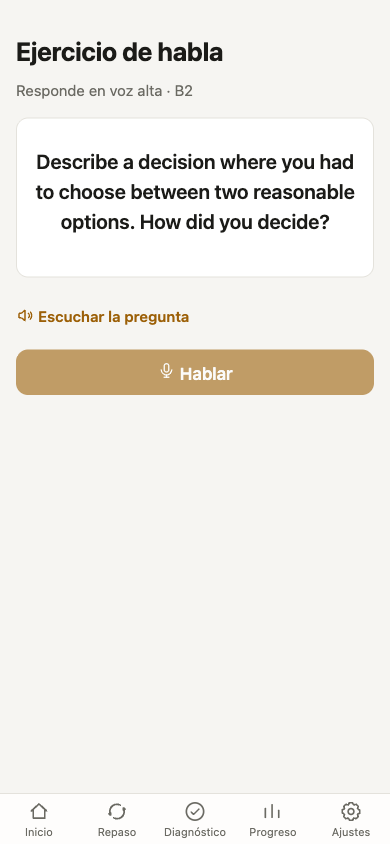 Ejercicio de habla
Responde en voz alta · B2
Describe a decision where you had
to choose between two reasonable
options. How did you decide?
Escuchar la pregunta
Hablar
Inicio
Repaso
Diagnóstico
Progreso
Ajustes